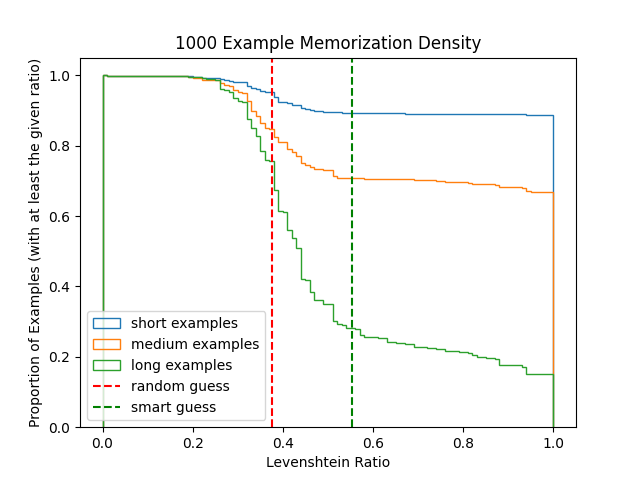 1000 Example Memorization Density
Proportion of Examples (with at least the given ratio)
1.0
0.8
0.6
0.4
0.2
0.0
short examples
medium examples
long examples
random guess
smart guess
0.0 0.2 0.4 0.6 0.8 1.0
Levenshtein Ratio